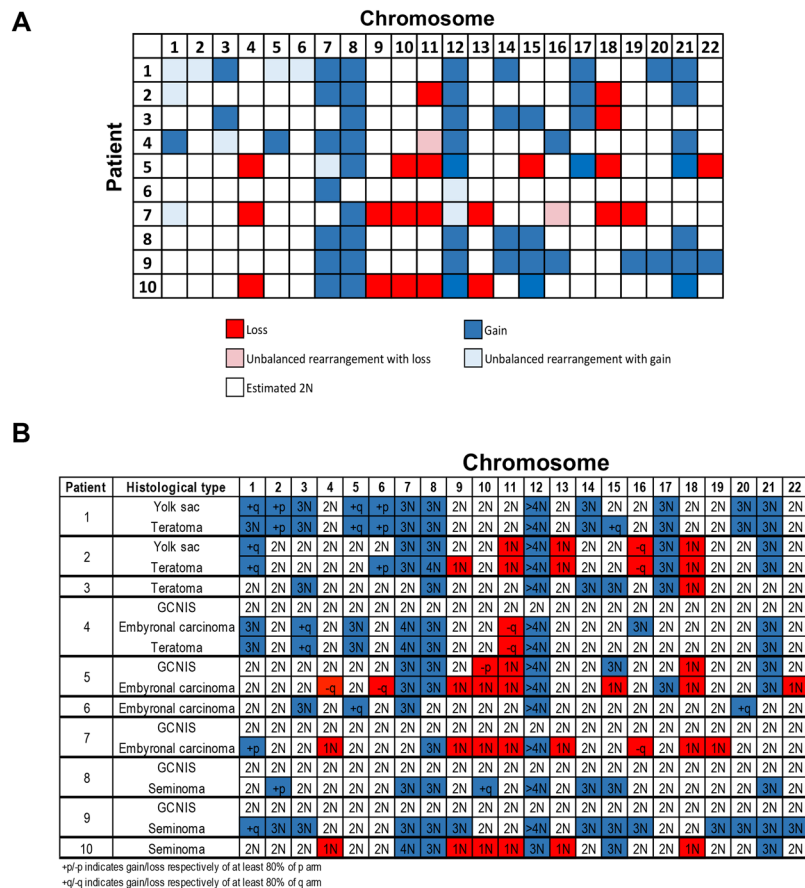 A
Chromosome
1 2 3 4 5 6 7 8 9 10 11 12 13 14 15 16 17 18 19 20 21 22
Patient
1
2
3
4
5
6
7
8
9
10
Loss Gain
Unbalanced rearrangement with loss Unbalanced rearrangement with gain
Estimated 2N
B
Chromosome
Patient Histological type 1 2 3 4 5 6 7 8 9 10 11 12 13 14 15 16 17 18 19 20 21 22
1 Yolk sac +q +p 3N 2N +q +p 3N 3N 2N 2N 2N >4N 2N 3N 2N 2N 3N 2N 2N 3N 3N 2N
Teratoma 3N +p 3N 2N +q +p 3N 3N 2N 2N 2N >4N 2N 3N +q 2N 3N 2N 2N 3N 3N 2N
2 Yolk sac +q 2N 2N 2N 2N 2N 3N 3N 2N 2N 1N >4N 1N 2N 2N -q 3N 1N 2N 2N 3N 2N
Teratoma +q 2N 2N 2N 2N +p 3N 4N 1N 2N 1N >4N 1N 2N 2N -q 3N 1N 2N 2N 3N 2N
3 Teratoma 2N 2N 3N 2N 2N 2N 2N 3N 2N 2N 2N >4N 2N 3N 3N 2N 3N 1N 2N 2N 2N 2N
4 GCNIS 2N 2N 2N 2N 2N 2N 2N 2N 2N 2N 2N 2N 2N 2N 2N 2N 2N 2N 2N 2N 2N 2N
Embyronal carcinoma 3N 2N +q 2N 3N 2N 4N 3N 2N 2N -q >4N 2N 2N 2N 3N 2N 2N 2N 2N 3N 2N
Teratoma 3N 2N +q 2N 3N 2N 4N 3N 2N 2N -q >4N 2N 2N 2N 2N 2N 2N 2N 2N 3N 2N
5 GCNIS 2N 2N 2N 2N 2N 2N 3N 3N 2N -p 1N >4N 2N 2N 3N 2N 2N 1N 2N 2N 3N 2N
Embyronal carcinoma 2N 2N 2N -q 2N -q 3N 3N 1N 1N 1N >4N 2N 2N 1N 2N 3N 1N 2N 2N 3N 1N
6 Embyronal carcinoma 2N 2N 3N 2N +q 2N 3N 2N 2N 2N 2N >4N 2N 2N 2N 2N 2N 2N 2N +q 2N 2N
7 GCNIS 2N 2N 2N 2N 2N 2N 2N 2N 2N 2N 2N 2N 2N 2N 2N 2N 2N 2N 2N 2N 2N 2N
Embyronal carcinoma +p 2N 2N 1N 2N 2N 2N 3N 1N 1N 1N >4N 1N 2N 2N -q 2N 1N 1N 2N 2N 2N
8 GCNIS 2N 2N 2N 2N 2N 2N 2N 2N 2N 2N 2N 2N 2N 2N 2N 2N 2N 2N 2N 2N 2N 2N
Seminoma 2N +p 2N 2N 2N 2N 3N 3N 2N +q 2N >4N 2N 3N 3N 2N 2N 2N 2N 2N 3N 2N
9 GCNIS 2N 2N 2N 2N 2N 2N 2N 2N 2N 2N 2N 2N 2N 2N 2N 2N 2N 2N 2N 2N 2N 2N
Seminoma +q 3N 3N 2N 2N 2N 3N 3N 3N 2N 2N >4N 2N 3N 3N 3N 2N 2N 3N 3N 3N 3N
10 Seminoma 2N 2N 2N 1N 2N 2N 4N 3N 1N 1N 1N 3N 1N 2N 2N 2N 2N 1N 2N 2N 3N 2N
+p/-p indicates gain/loss respectively of at least 80% of p arm
+q/-q indicates gain/loss respectively of at least 80% of q arm